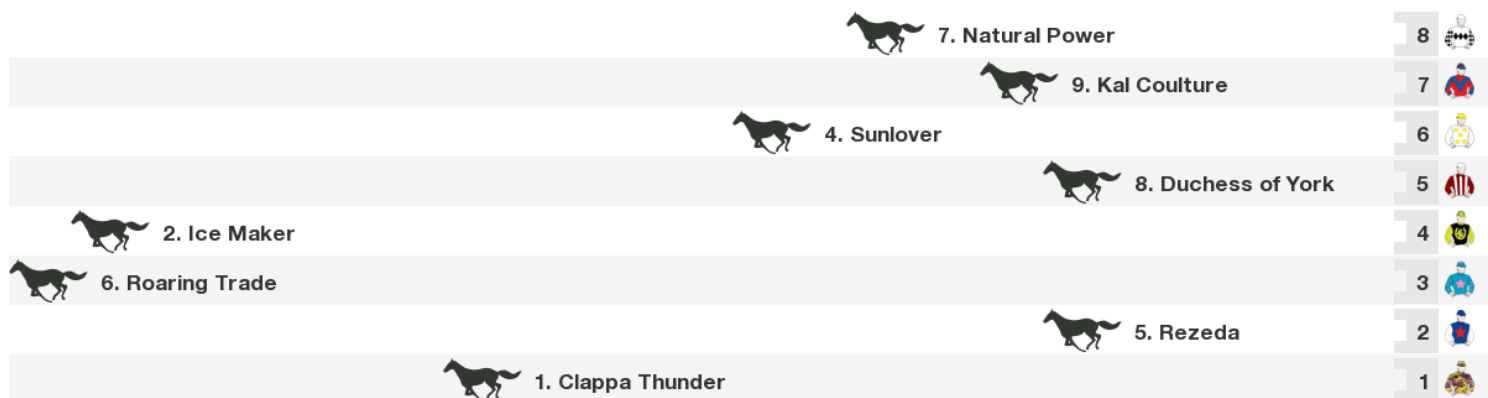 7. Natural Power 8
9. Kal Coulture 7
4. Sunlover 6
8. Duchess of York 5
2. Ice Maker 4
6. Roaring Trade 3
5. Rezeda 2
1. Clappa Thunder 1